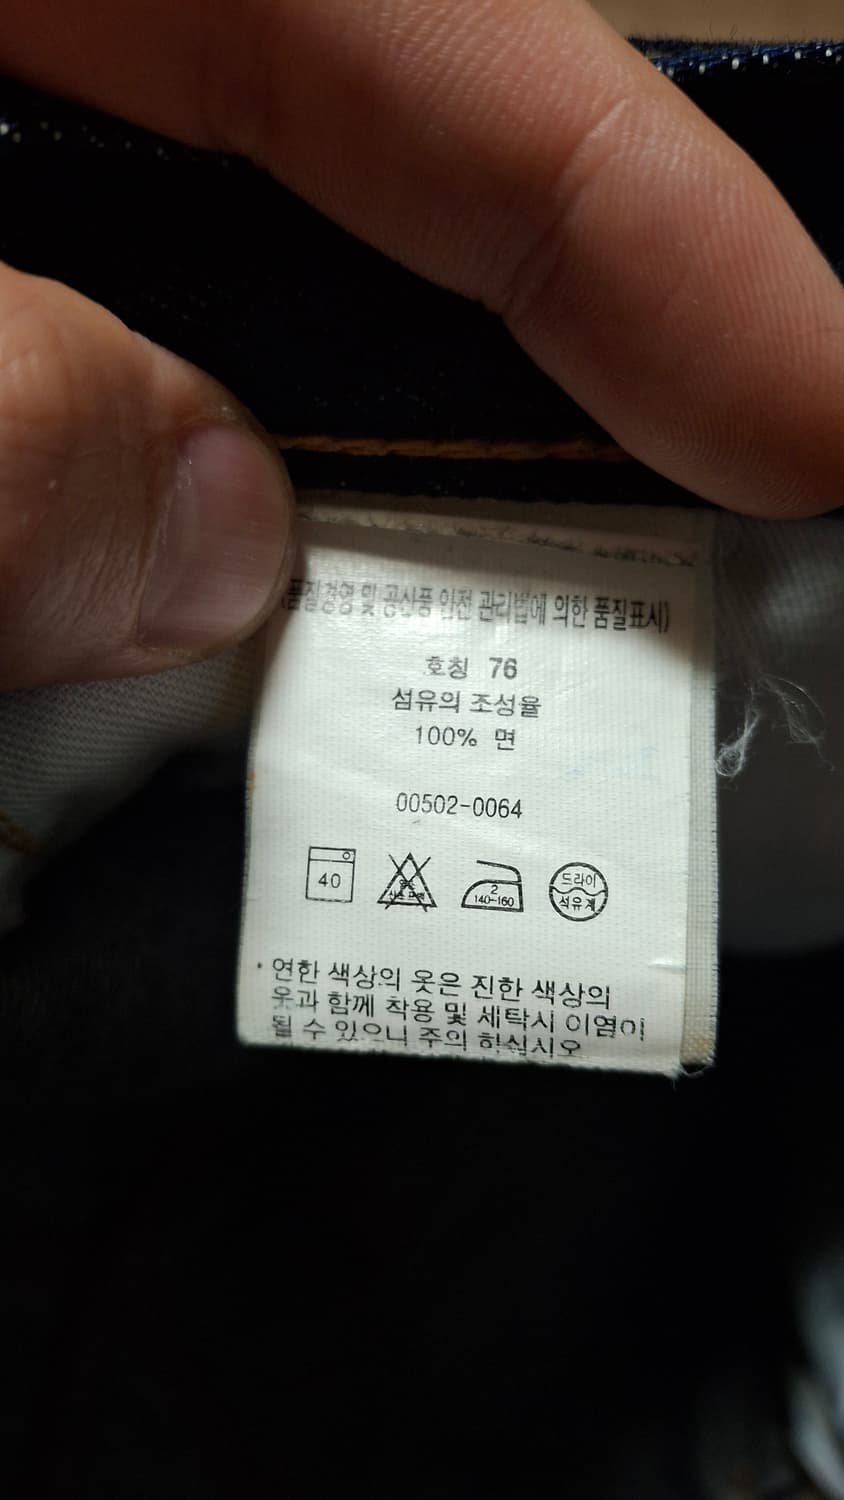 (품질경영 및 공산품 안전 관리법에 의한 품질표시)
호칭 76
섬유의 조성율
100% 면
00502-0064
40
2
140-160
드라이
석유계
· 연한 색상의 옷은 진한 색상의
옷과 함께 착용 및 세탁시 이염이
될 수 있으니 주의 하십시오